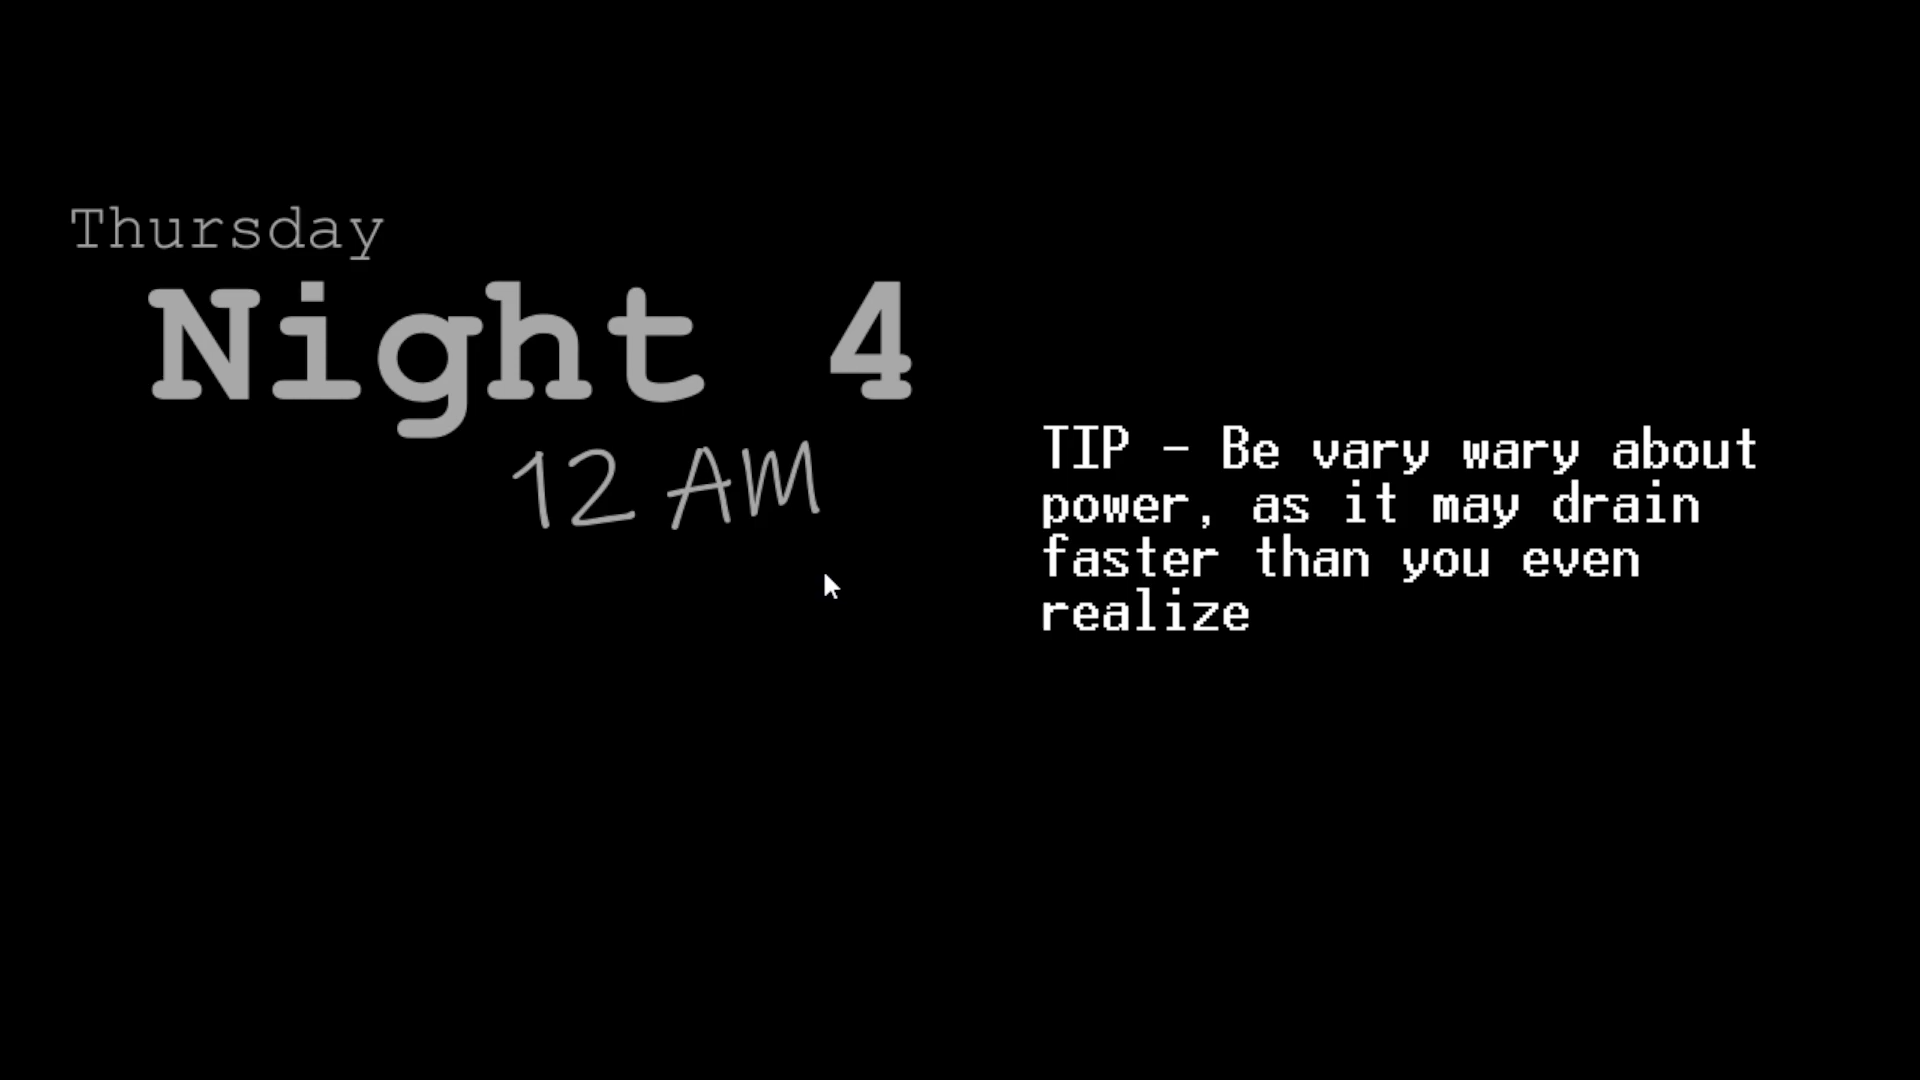 Thursday
Night 4
12 AM
TIP - Be vary wary about
power, as it may drain
faster than you even
realize